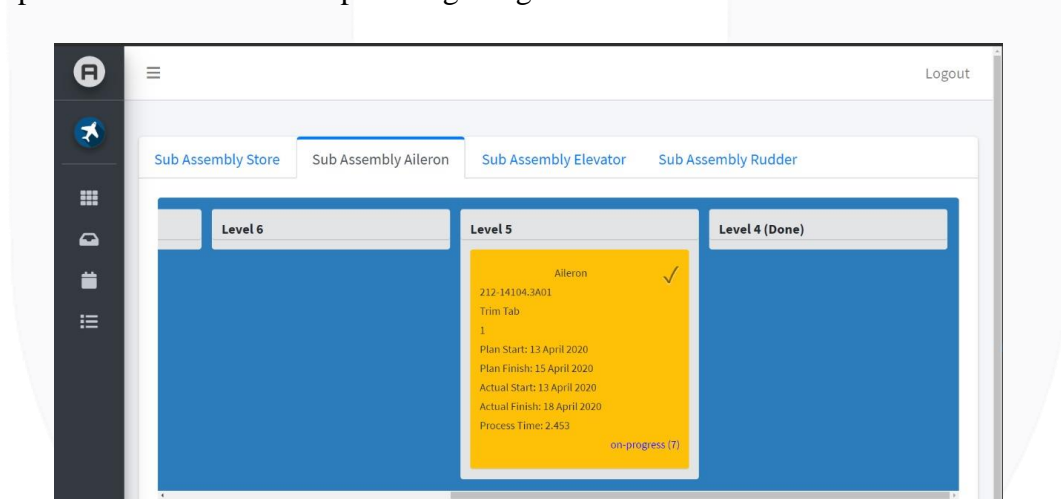 Logout
Sub Assembly Store Sub Assembly Aileron Sub Assembly Elevator Sub Assembly Rudder
Level 6
Level 5
Level 4 (Done)
Aileron
212-14104.3A01
Trim Tab
1
Plan Start: 13 April 2020
Plan Finish: 15 April 2020
Actual Start: 13 April 2020
Actual Finish: 18 April 2020
Process Time: 2.453
on-progress (7)